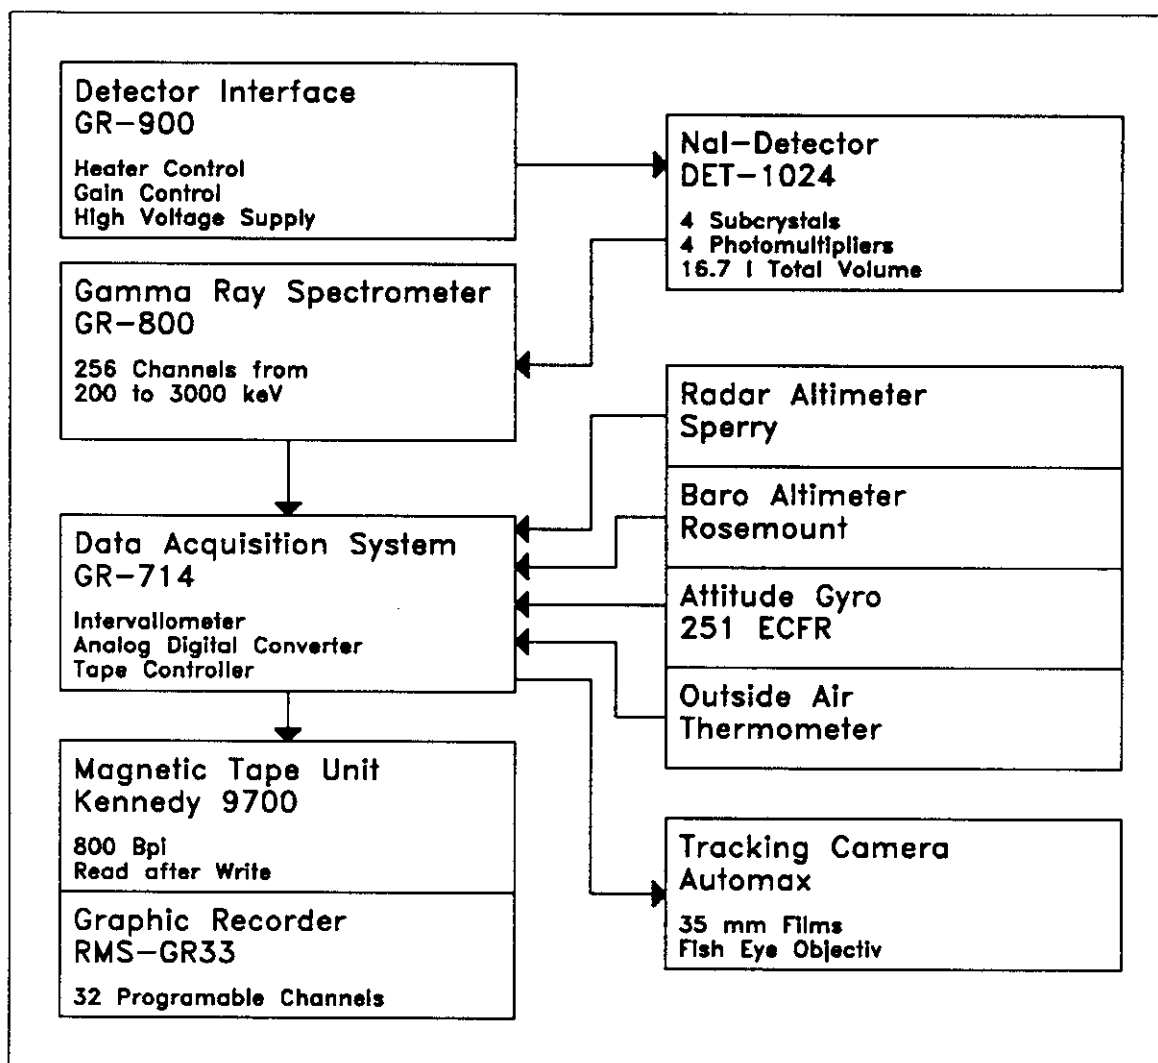 Detector Interface
GR-900
Heater Control
Gain Control
High Voltage Supply
NaI-Detector
DET-1024
4 Subcrystals
4 Photomultipliers
16.7 l Total Volume
Gamma Ray Spectrometer
GR-800
256 Channels from
200 to 3000 keV
Radar Altimeter
Sperry
Baro Altimeter
Rosemount
Attitude Gyro
251 ECFR
Outside Air
Thermometer
Data Acquisition System
GR-714
Intervallometer
Analog Digital Converter
Tape Controller
Magnetic Tape Unit
Kennedy 9700
800 Bpi
Read after Write
Graphic Recorder
RMS-GR33
32 Programable Channels
Tracking Camera
Automax
35 mm Films
Fish Eye Objectiv